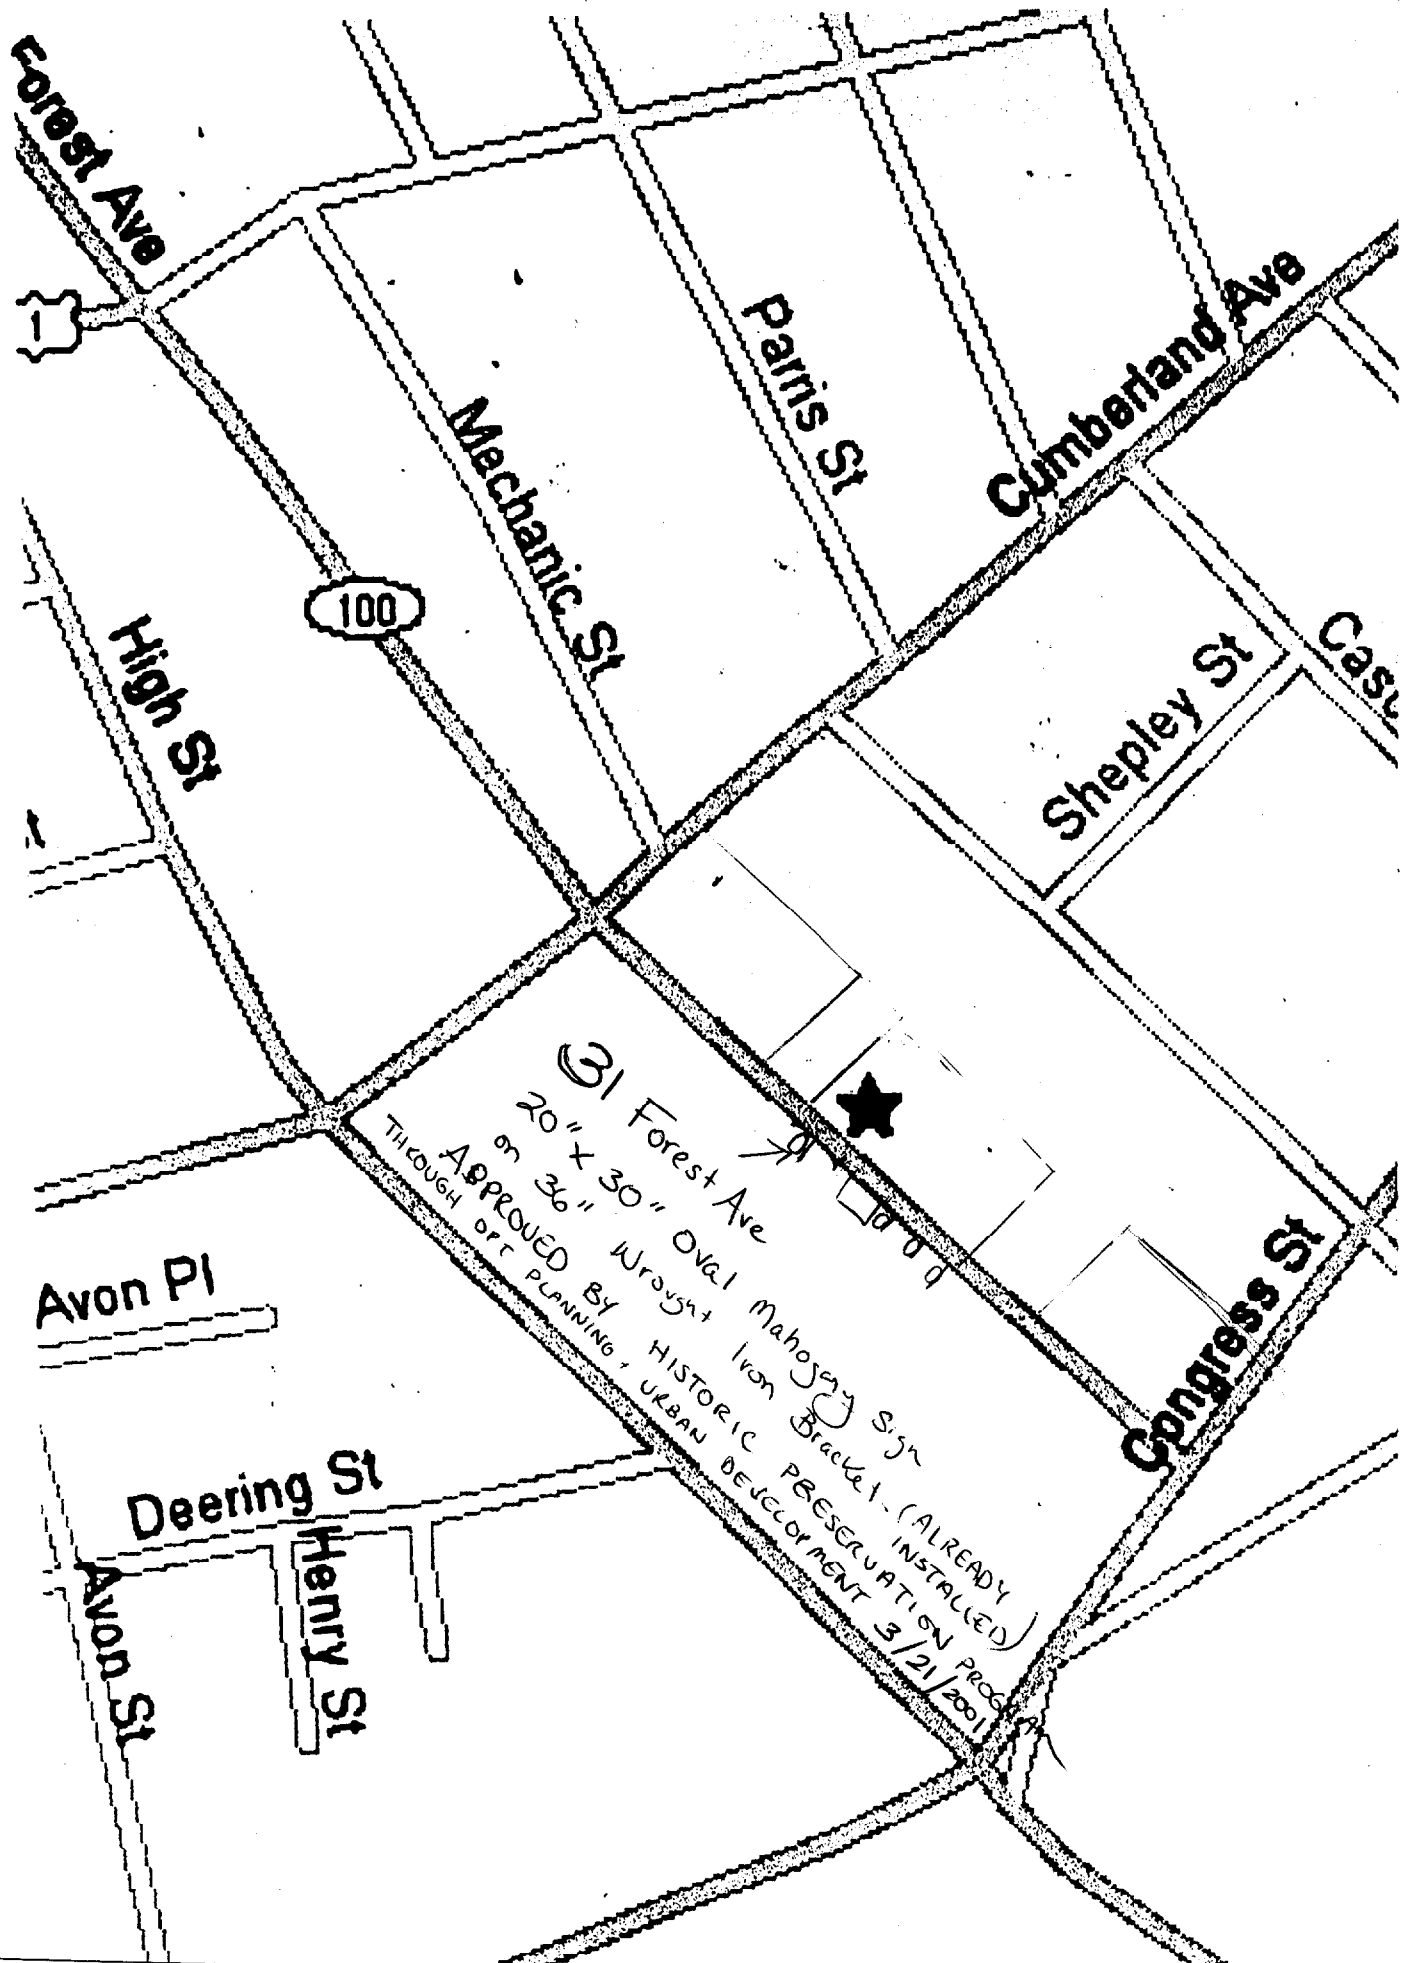 Forest Ave
1
Parris St
Cumberland Ave
Mechanic St
100
High St
Shepley St
Casc
t
31 Forest Ave
20" x 30" Oval Mahogany Sign
on 36" Wrought Iron Bracket. (ALREADY INSTALLED)
APPROVED BY HISTORIC PRESERVATION PROGRAM
THROUGH DPT PLANNING + URBAN DEVELOPMENT 3/21/2001
Congress St
Avon Pl
Deering St
Henry St
Avon St